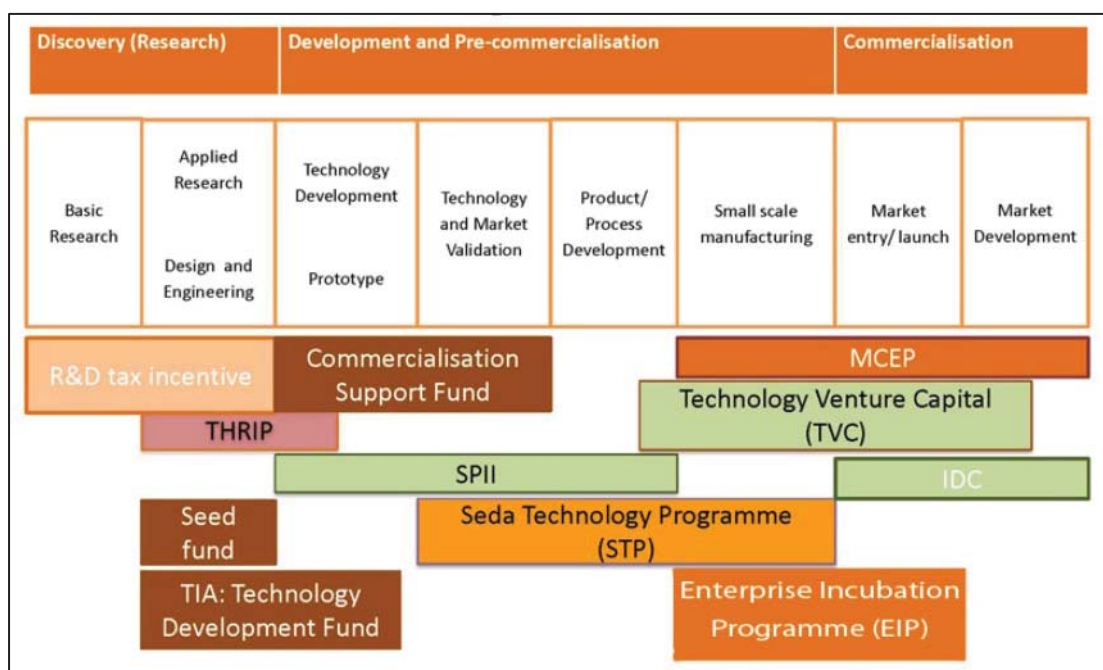 Discovery (Research)
Development and Pre-commercialisation
Commercialisation
Basic
Research
Applied
Research
Design and
Engineering
Technology
Development
Prototype
Technology
and Market
Validation
Product/
Process
Development
Small scale
manufacturing
Market
entry/ launch
Market
Development
R&D tax incentive
Commercialisation
Support Fund
MCEP
Technology Venture Capital
(TVC)
THRIP
SPII
IDC
Seed
fund
Seda Technology Programme
(STP)
TIA: Technology
Development Fund
Enterprise Incubation
Programme (EIP)